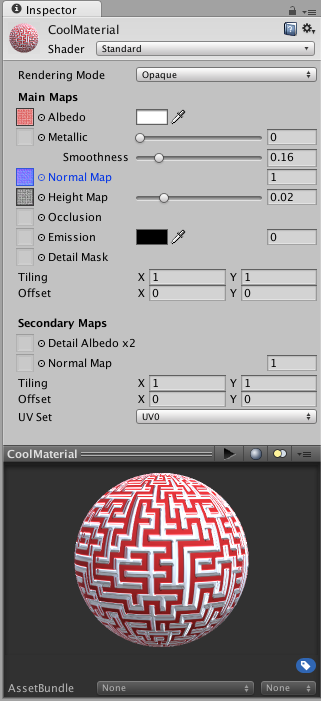 Inspector
CoolMaterial
Shader Standard
Rendering Mode Opaque
Main Maps
Albedo
Metallic 0
Smoothness 0.16
Normal Map 1
Height Map 0.02
Occlusion
Emission 0
Detail Mask
Tiling X 1 Y 1
Offset X 0 Y 0
Secondary Maps
Detail Albedo x2
Normal Map 1
Tiling X 1 Y 1
Offset X 0 Y 0
UV Set UV0
CoolMaterial
AssetBundle None None